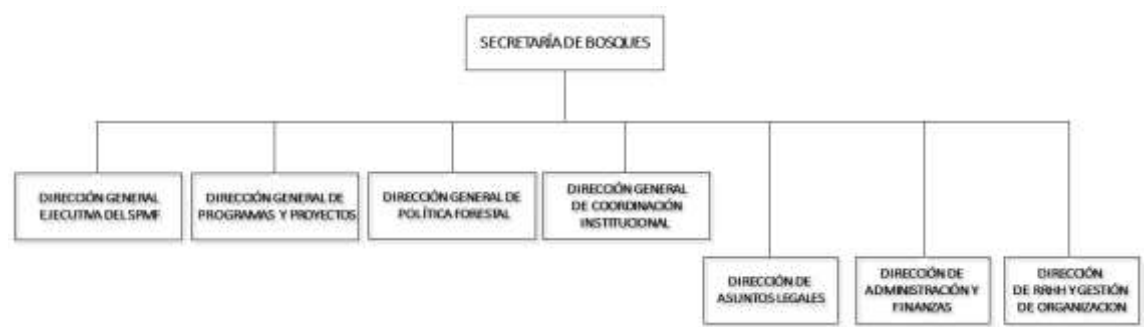 SECRETARÍA DE BOSQUES
DIRECCIÓN GENERAL
EJECUTIVA DEL SPMF
DIRECCIÓN GENERAL DE
PROGRAMAS Y PROYECTOS
DIRECCIÓN GENERAL DE
POLÍTICA FORESTAL
DIRECCIÓN GENERAL
DE COORDINACIÓN
INSTITUCIONAL
DIRECCIÓN DE
ASUNTOS LEGALES
DIRECCIÓN DE
ADMINISTRACIÓN Y
FINANZAS
DIRECCIÓN
DE RRHH Y GESTIÓN
DE ORGANIZACION